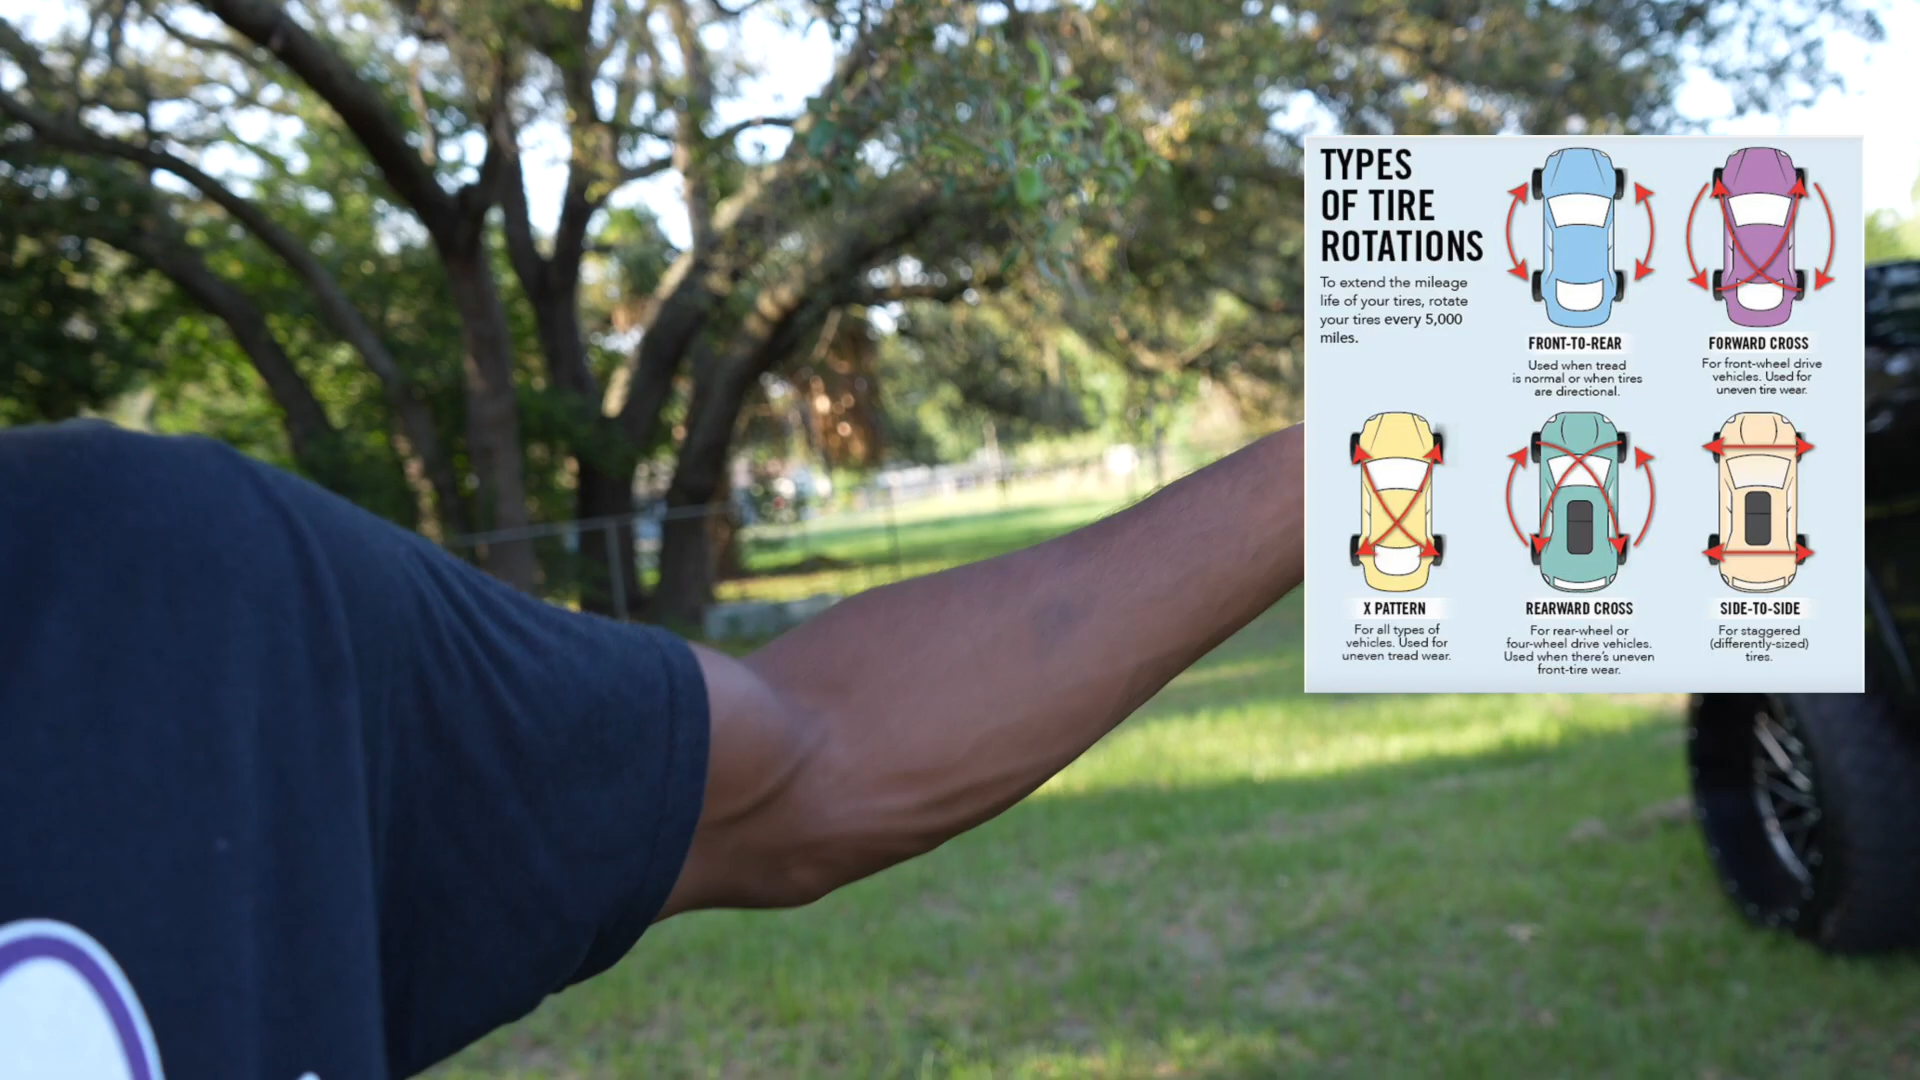 TYPES
OF TIRE
ROTATIONS
To extend the mileage
life of your tires, rotate
your tires every 5,000
miles.
FRONT-TO-REAR
Used when tread
is normal or when tires
are directional.
FORWARD CROSS
For front-wheel drive
vehicles. Used for
uneven tire wear.
X PATTERN
For all types of
vehicles. Used for
uneven tread wear.
REARWARD CROSS
For rear-wheel or
four-wheel drive vehicles.
Used when there's uneven
front-tire wear.
SIDE-TO-SIDE
For staggered
(differently-sized)
tires.